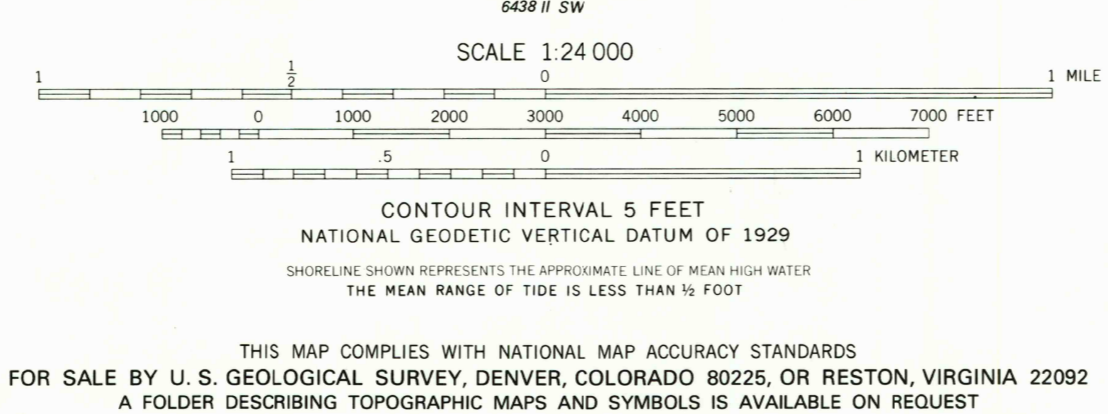 6438 II SW
SCALE 1:24 000
1 ½ 0 1 MILE
1000 0 1000 2000 3000 4000 5000 6000 7000 FEET
1 .5 0 1 KILOMETER
CONTOUR INTERVAL 5 FEET
NATIONAL GEODETIC VERTICAL DATUM OF 1929
SHORELINE SHOWN REPRESENTS THE APPROXIMATE LINE OF MEAN HIGH WATER
THE MEAN RANGE OF TIDE IS LESS THAN ½ FOOT
THIS MAP COMPLIES WITH NATIONAL MAP ACCURACY STANDARDS
FOR SALE BY U. S. GEOLOGICAL SURVEY, DENVER, COLORADO 80225, OR RESTON, VIRGINIA 22092
A FOLDER DESCRIBING TOPOGRAPHIC MAPS AND SYMBOLS IS AVAILABLE ON REQUEST